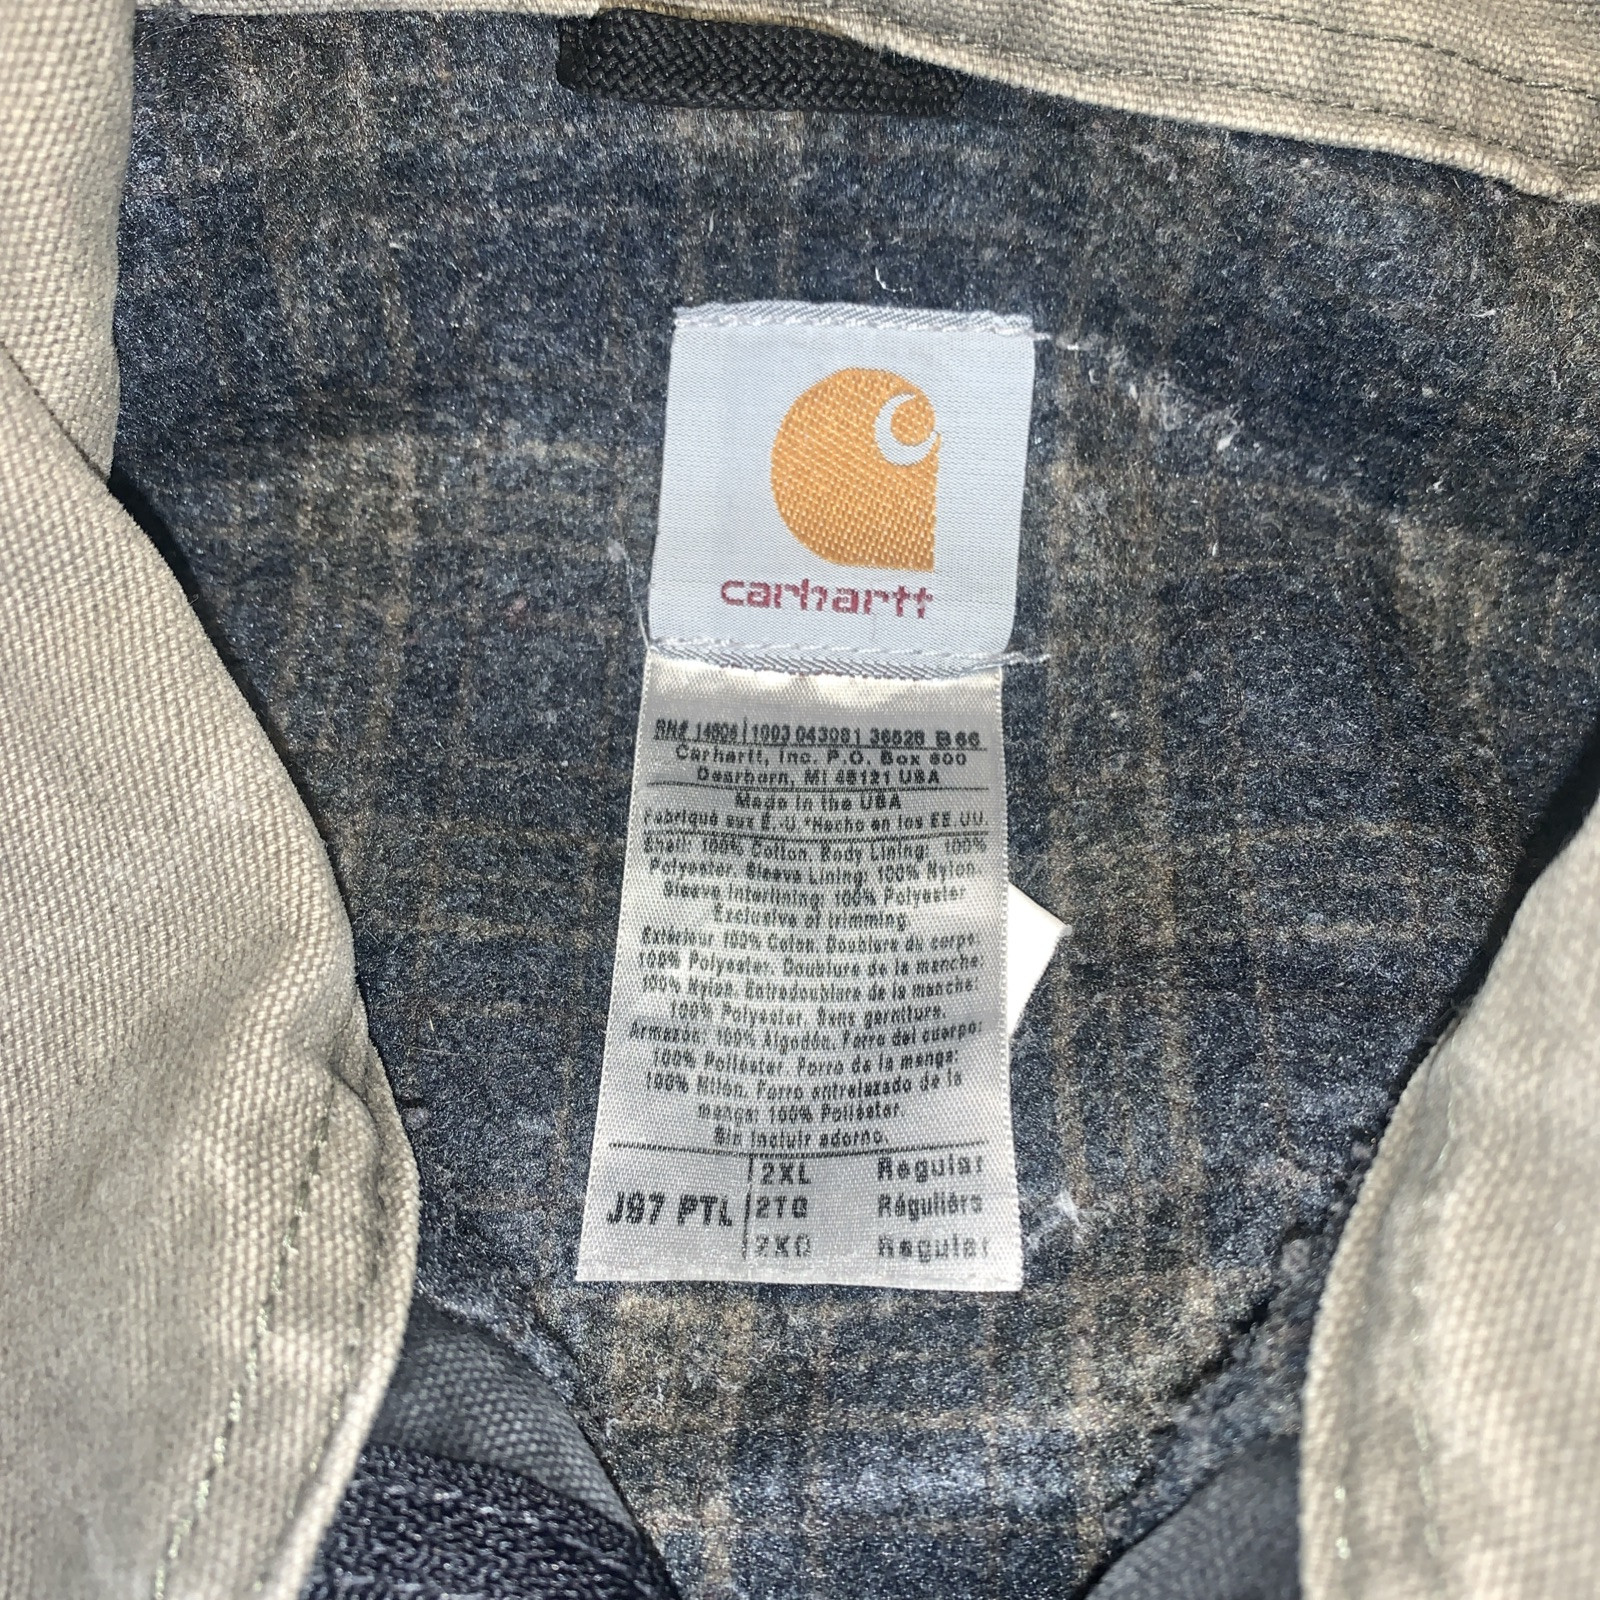 carhartt
RN# 14806 1003 043081 36628 B 66
Carhartt, Inc. P.O. Box 600
Dearborn, MI 48121 USA
Made in the USA
Fabriqué aux É.-U.*Hecho en los EE.UU.
Shell: 100% Cotton. Body Lining: 100%
Polyester. Sleeve Lining: 100% Nylon.
Sleeve Interlining: 100% Polyester
Exclusive of trimming.
Extérieur 100% Coton. Doublure du corps:
100% Polyester. Doublure de la manche:
100% Nylon. Entredoublure de la manche:
100% Polyester. Sans garniture.
Armazon: 100% Algodón. Forro del cuerpo:
100% Poliéster. Forro de la manga:
100% Nilon. Forro entrelazado de la
manga: 100% Poliéster.
Sin incluir adorno.
J97 PTL
2XL Regular
2TG Régulière
2XG Regular